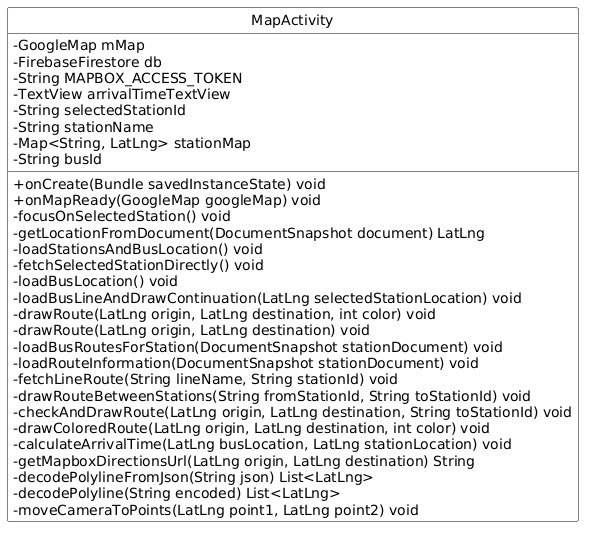 MapActivity
-GoogleMap mMap
-FirebaseFirestore db
-String MAPBOX_ACCESS_TOKEN
-TextView arrivalTimeTextView
-String selectedStationId
-String stationName
-Map<String, LatLng> stationMap
-String busId
+onCreate(Bundle savedInstanceState) void
+onMapReady(GoogleMap googleMap) void
-focusOnSelectedStation() void
-getLocationFromDocument(DocumentSnapshot document) LatLng
-loadStationsAndBusLocation() void
-fetchSelectedStationDirectly() void
-loadBusLocation() void
-loadBusLineAndDrawContinuation(LatLng selectedStationLocation) void
-drawRoute(LatLng origin, LatLng destination, int color) void
-drawRoute(LatLng origin, LatLng destination) void
-loadBusRoutesForStation(DocumentSnapshot stationDocument) void
-loadRouteInformation(DocumentSnapshot stationDocument) void
-fetchLineRoute(String lineName, String stationId) void
-drawRouteBetweenStations(String fromStationId, String toStationId) void
-checkAndDrawRoute(LatLng origin, LatLng destination, String toStationId) void
-drawColoredRoute(LatLng origin, LatLng destination, int color) void
-calculateArrivalTime(LatLng busLocation, LatLng stationLocation) void
-getMapboxDirectionsUrl(LatLng origin, LatLng destination) String
-decodePolylineFromJson(String json) List<LatLng>
-decodePolyline(String encoded) List<LatLng>
-moveCameraToPoints(LatLng point1, LatLng point2) void